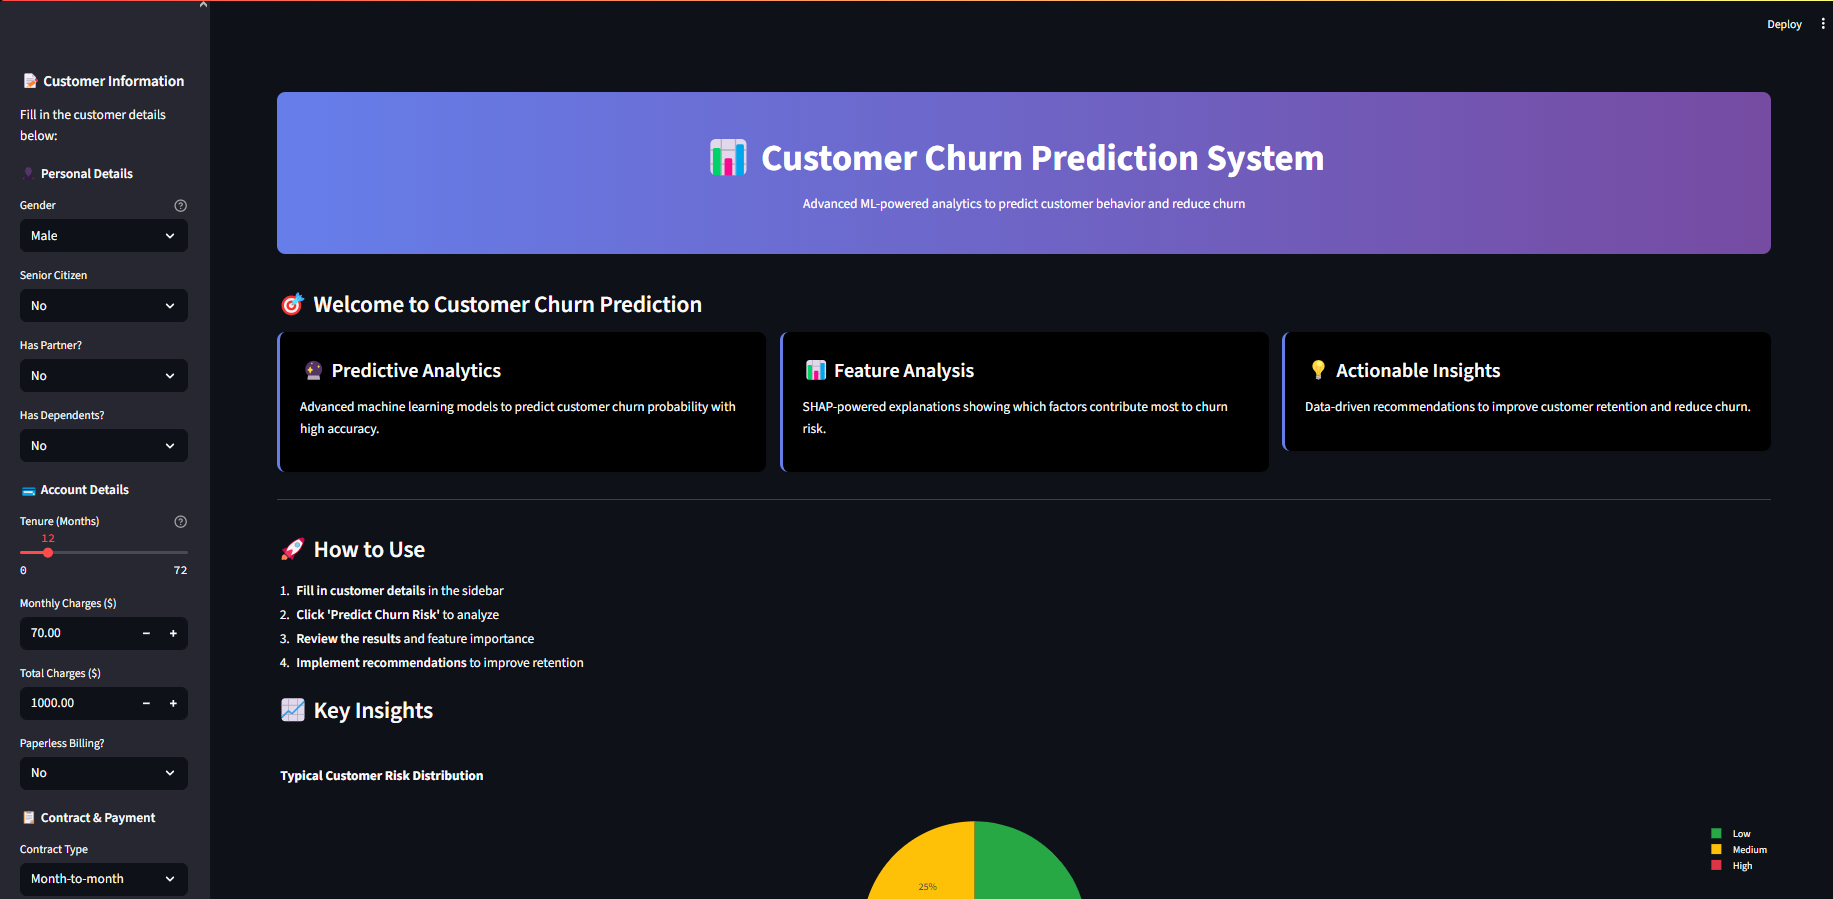 Deploy
Customer Information
Fill in the customer details
below:
Personal Details
Gender
Male
Senior Citizen
No
Has Partner?
No
Has Dependents?
No
Account Details
Tenure (Months)
12
0
72
Monthly Charges ($)
70.00
Total Charges ($)
1000.00
Paperless Billing?
No
Contract & Payment
Contract Type
Month-to-month
Customer Churn Prediction System
Advanced ML-powered analytics to predict customer behavior and reduce churn
Welcome to Customer Churn Prediction
Predictive Analytics
Advanced machine learning models to predict customer churn probability with
high accuracy.
Feature Analysis
SHAP-powered explanations showing which factors contribute most to churn
risk.
Actionable Insights
Data-driven recommendations to improve customer retention and reduce churn.
How to Use
1. Fill in customer details in the sidebar
2. Click 'Predict Churn Risk' to analyze
3. Review the results and feature importance
4. Implement recommendations to improve retention
Key Insights
Typical Customer Risk Distribution
25%
Low
Medium
High